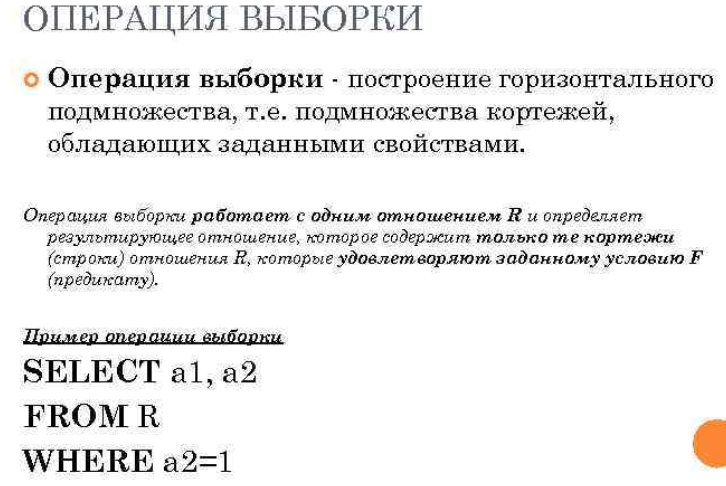 ОПЕРАЦИЯ ВЫБОРКИ
Операция выборки - построение горизонтального
подмножества, т.е. подмножества кортежей,
обладающих заданными свойствами.
Операция выборки работает с одним отношением R и определяет
результирующее отношение, которое содержит только те кортежи
(строки) отношения R, которые удовлетворяют заданному условию F
(предикату).
Пример операции выборки
SELECT a1, a2
FROM R
WHERE a2=1